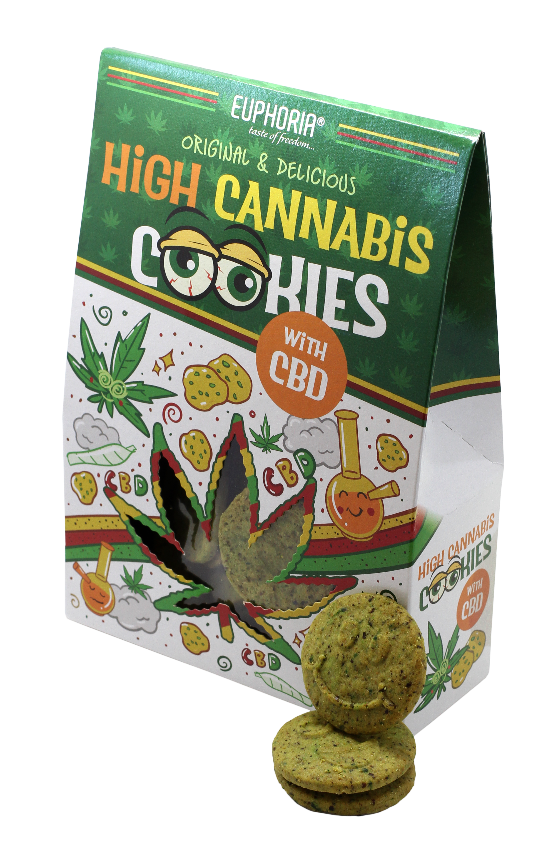 EUPHORIA®
taste of freedom...
ORIGINAL & DELICIOUS
HiGH CANNABiS
COOKIES
WiTH
CBD
CBD
CBD
CBD
HiGH CANNABiS
COOKIES
WiTH
CBD